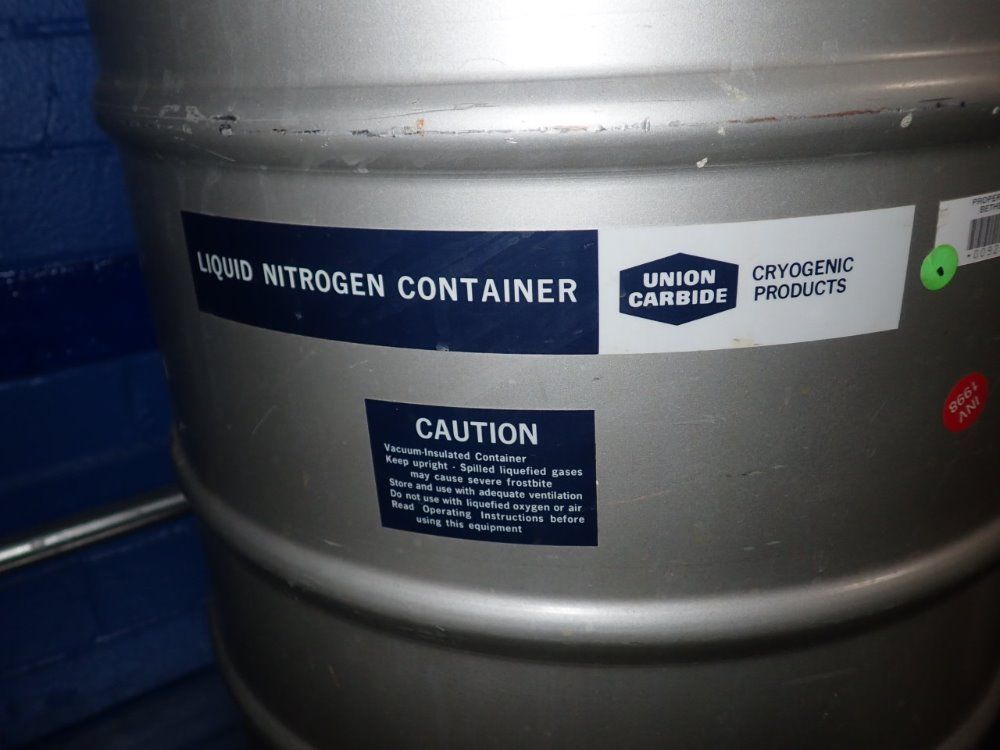 LIQUID NITROGEN CONTAINER
UNION
CARBIDE
CRYOGENIC
PRODUCTS
CAUTION
Vacuum-Insulated Container
Keep upright - Spilled liquefied gases
may cause severe frostbite
Store and use with adequate ventilation
Do not use with liquefied oxygen or air
Read Operating Instructions before
using this equipment
INV
1998